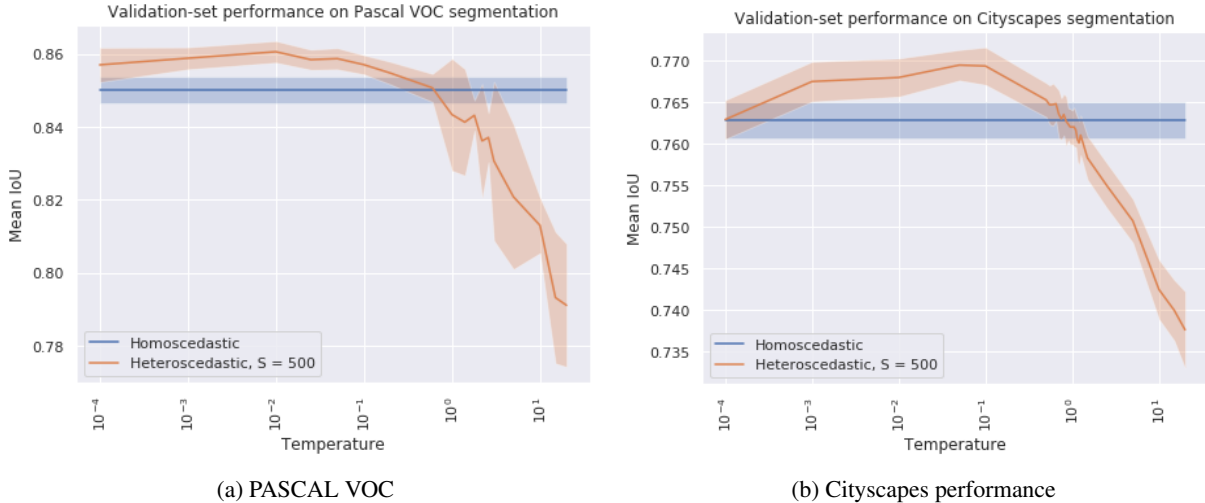 Validation-set performance on Pascal VOC segmentation
0.86
0.84
0.82
0.80
0.78
Mean IoU
Homoscedastic
Heteroscedastic, S = 500
10⁻⁴
10⁻³
10⁻²
10⁻¹
10⁰
10¹
Temperature
(a) PASCAL VOC
Validation-set performance on Cityscapes segmentation
0.770
0.765
0.760
0.755
0.750
0.745
0.740
0.735
Mean IoU
Homoscedastic
Heteroscedastic, S = 500
10⁻⁴
10⁻³
10⁻²
10⁻¹
10⁰
10¹
Temperature
(b) Cityscapes performance